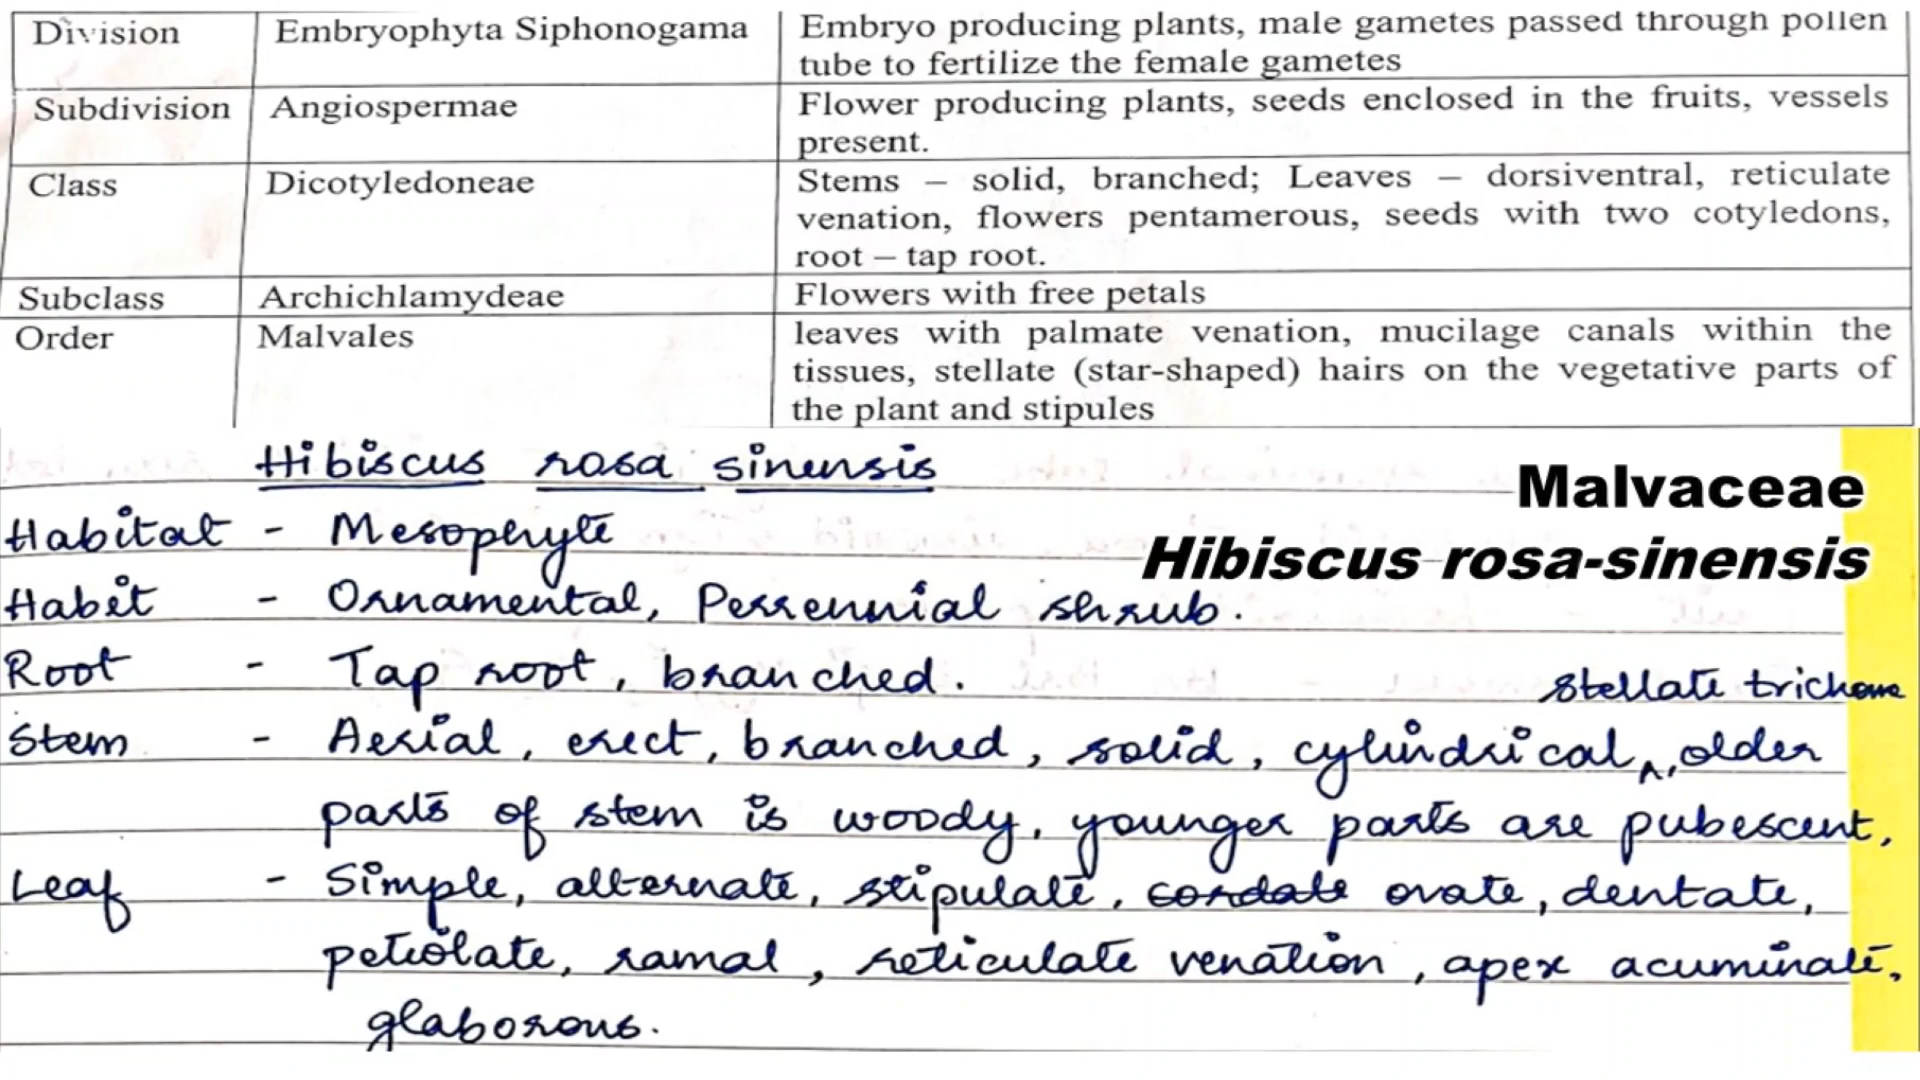 Division Embryophyta Siphonogama Embryo producing plants, male gametes passed through pollen
tube to fertilize the female gametes
Subdivision Angiospermae Flower producing plants, seeds enclosed in the fruits, vessels
present.
Class Dicotyledoneae Stems – solid, branched; Leaves – dorsiventral, reticulate
venation, flowers pentamerous, seeds with two cotyledons,
root – tap root.
Subclass Archichlamydeae Flowers with free petals
Order Malvales leaves with palmate venation, mucilage canals within the
tissues, stellate (star-shaped) hairs on the vegetative parts of
the plant and stipules
Hibiscus rosa sinensis
Malvaceae
Hibiscus rosa-sinensis
Habitat - Mesophyte
Habit - Ornamental, Perrennial shrub.
Root - Tap root, branched.
stellate trichome
Stem - Aerial, erect, branched, solid, cylindrical, older
parts of stem is woody, younger parts are pubescent,
Leaf - Simple, alternate, stipulate, cordate ovate, dentate,
petiolate, ramal, reticulate venation, apex acuminate,
glaborous.